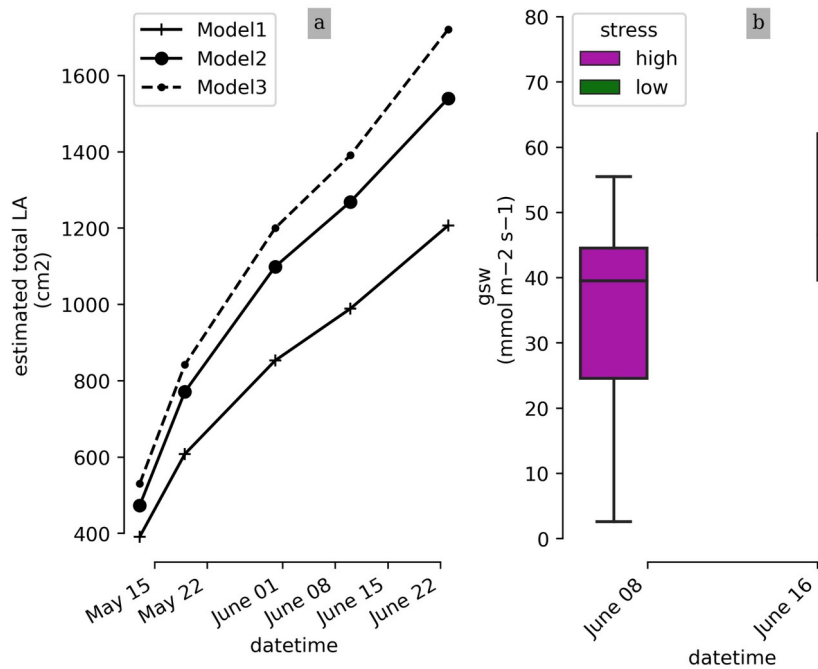 a
Model1
Model2
Model3
1600
1400
1200
1000
800
600
400
estimated total LA
(cm2)
May 15
May 22
June 01
June 08
June 15
June 22
datetime
b
stress
high
low
80
70
60
50
40
30
20
10
0
gsw
(mmol m−2 s−1)
June 08
June 16
datetime